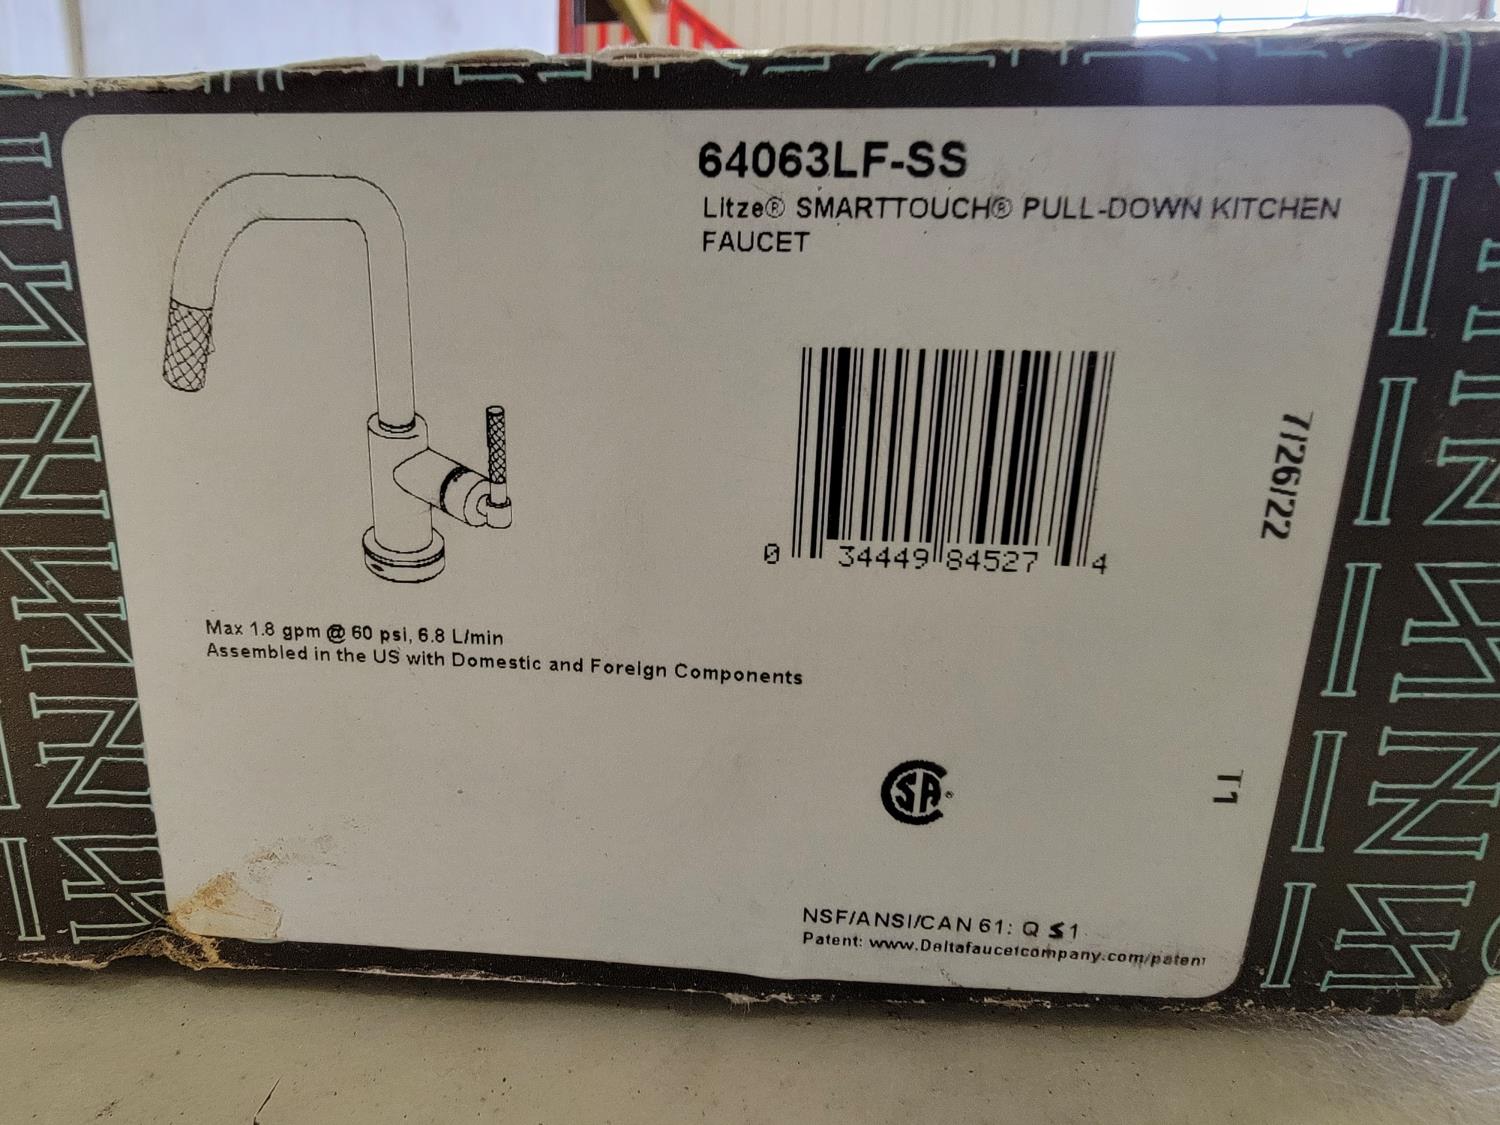 64063LF-SS
Litze® SMARTTOUCH® PULL-DOWN KITCHEN
FAUCET
0 34449 84527 4
7/26/22
Max 1.8 gpm @ 60 psi, 6.8 L/min
Assembled in the US with Domestic and Foreign Components
T1
SA®
NSF/ANSI/CAN 61: Q ≤ 1
Patent: www.Deltafaucetcompany.com/patent